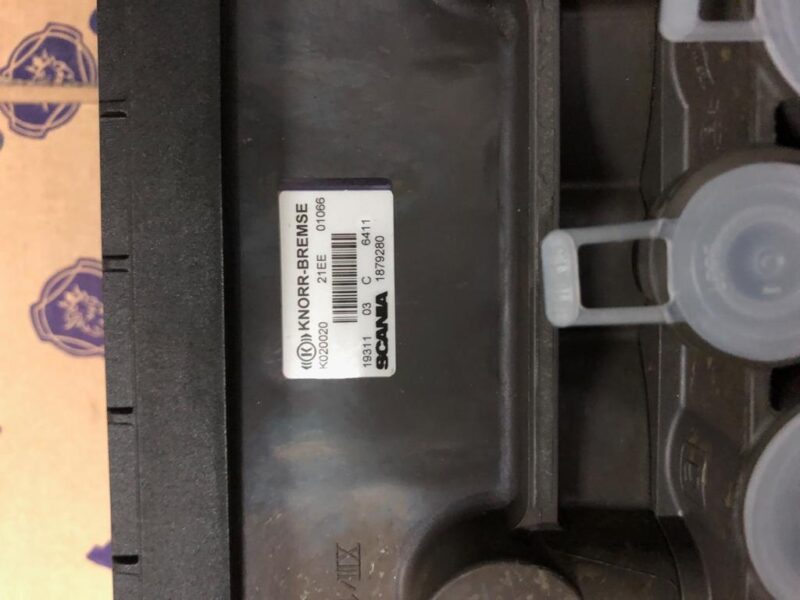 KNORR-BREMSE
K020020 21EE 01066
19311 03 C 6411
SCANIA 1879280